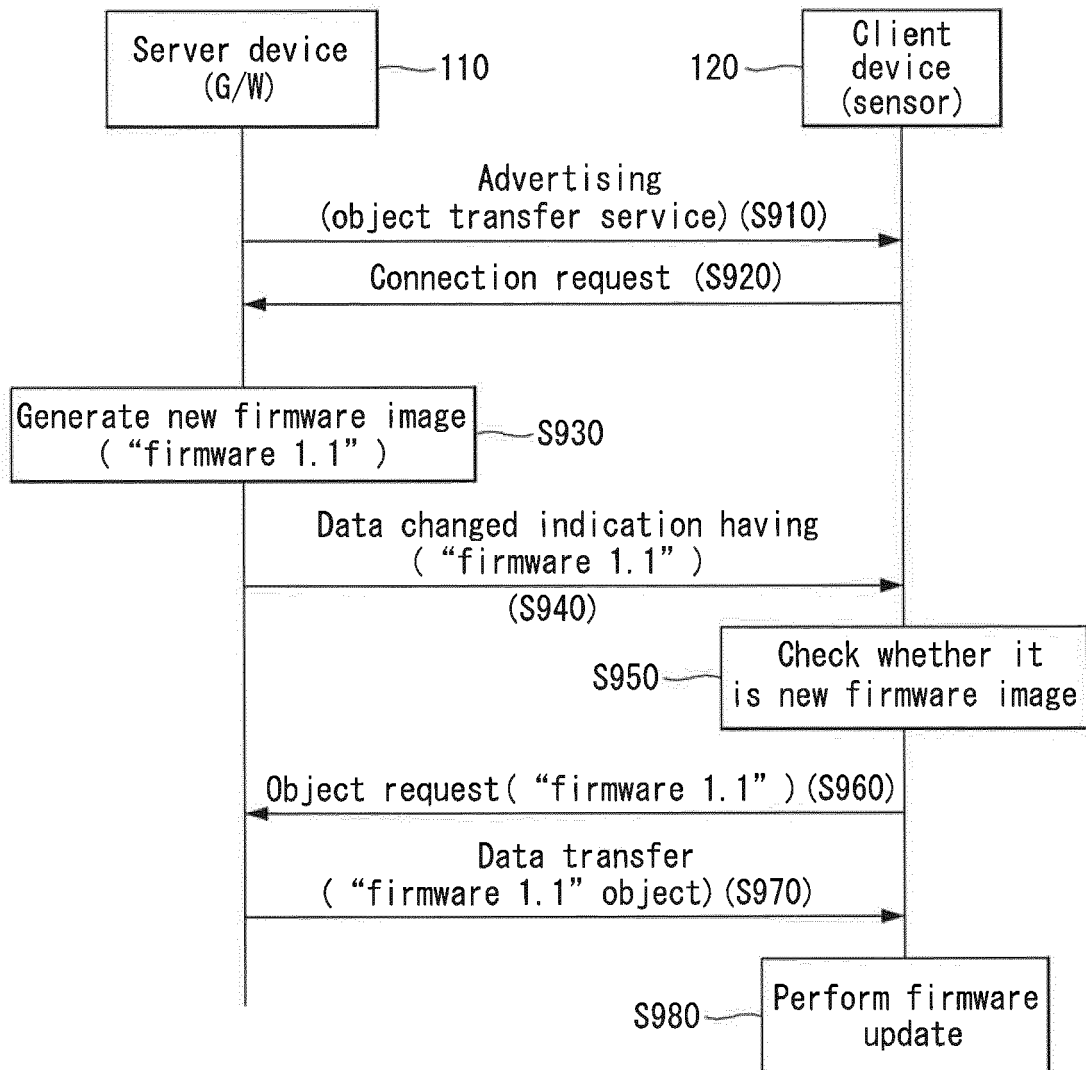 Server device
(G/W)
110
120
Client
device
(sensor)
Advertising
(object transfer service)(S910)
Connection request (S920)
Generate new firmware image
( “firmware 1.1” )
S930
Data changed indication having
( “firmware 1.1” )
(S940)
S950
Check whether it
is new firmware image
Object request( “firmware 1.1” )(S960)
Data transfer
( “firmware 1.1” object)(S970)
S980
Perform firmware
update